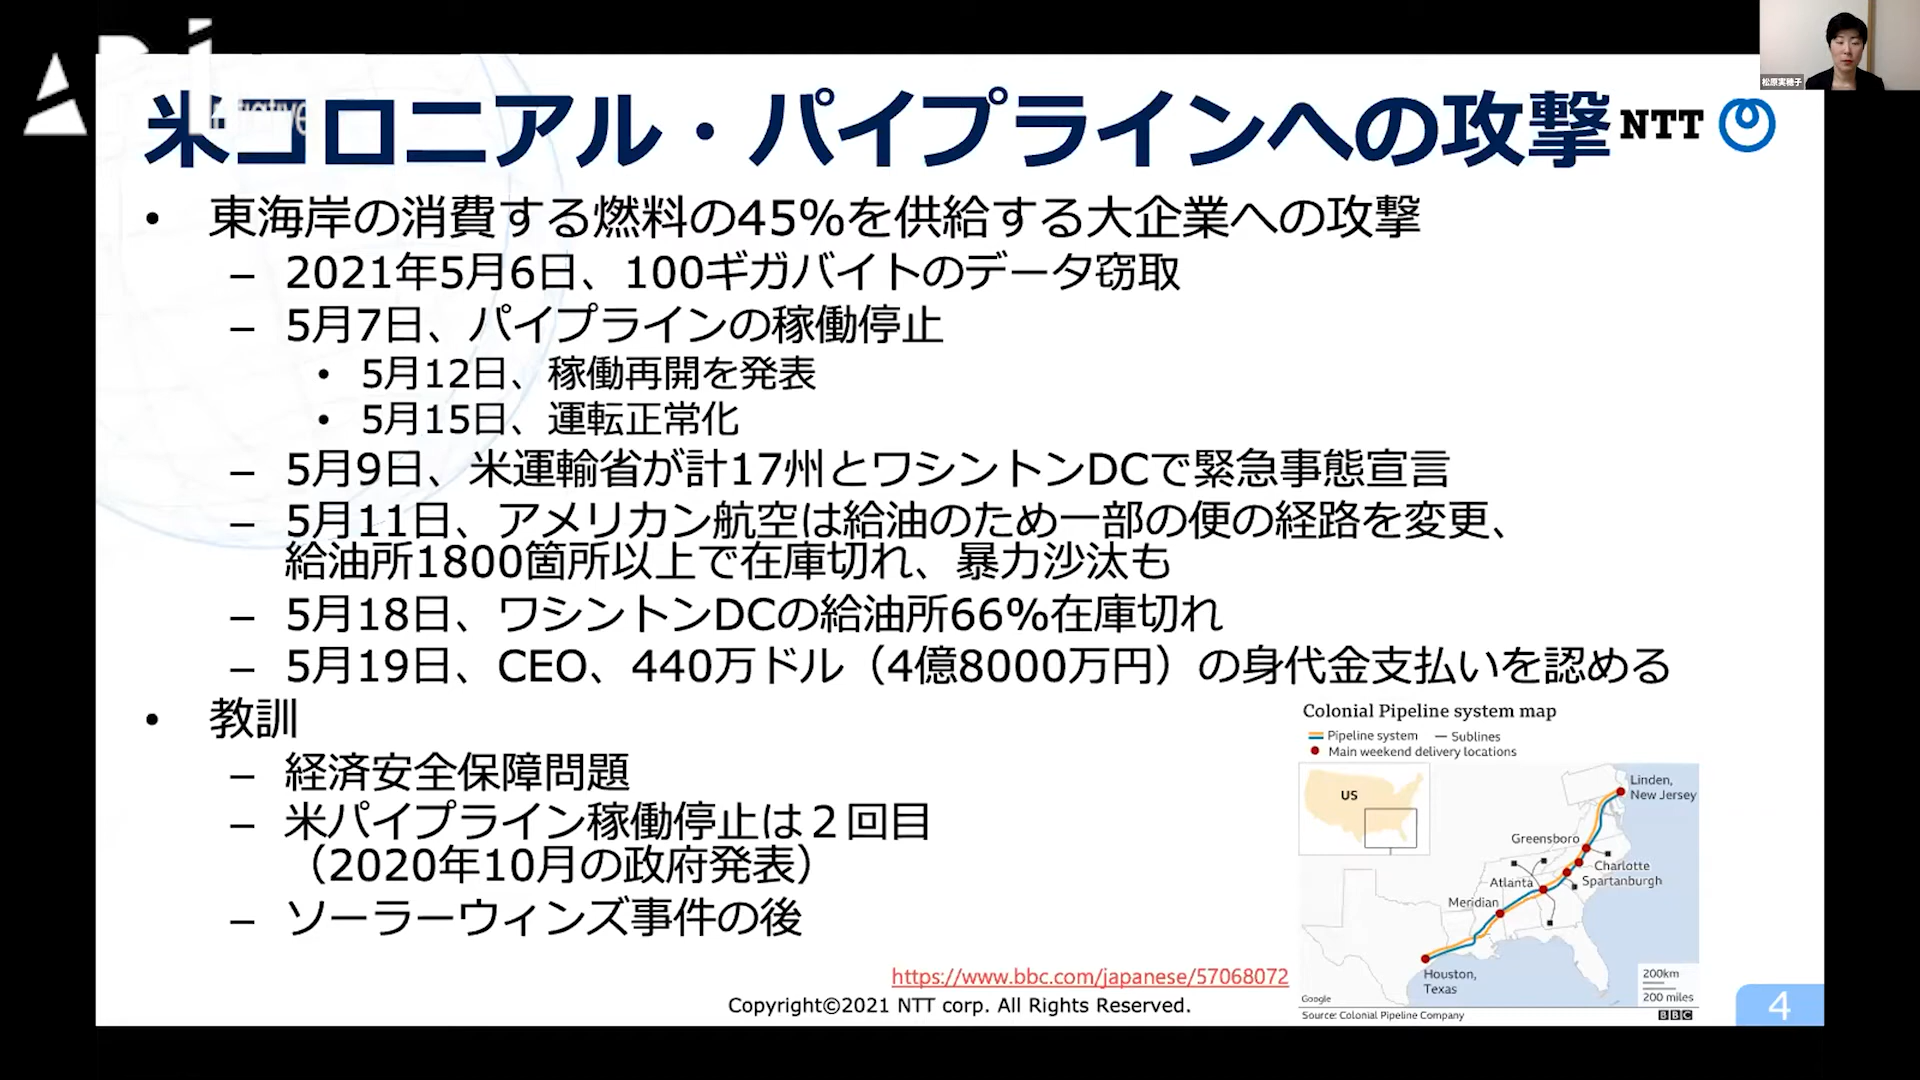 松原実穂子
米コロニアル・パイプラインへの攻撃
NTT
• 東海岸の消費する燃料の45%を供給する大企業への攻撃
– 2021年5月6日、100ギガバイトのデータ窃取
– 5月7日、パイプラインの稼働停止
• 5月12日、稼働再開を発表
• 5月15日、運転正常化
– 5月9日、米運輸省が計17州とワシントンDCで緊急事態宣言
– 5月11日、アメリカン航空は給油のため一部の便の経路を変更、
給油所1800箇所以上で在庫切れ、暴力沙汰も
– 5月18日、ワシントンDCの給油所66%在庫切れ
– 5月19日、CEO、440万ドル（4億8000万円）の身代金支払いを認める
• 教訓
– 経済安全保障問題
– 米パイプライン稼働停止は２回目
（2020年10月の政府発表）
– ソーラーウィンズ事件の後
Colonial Pipeline system map
Pipeline system — Sublines
Main weekend delivery locations
US
Linden,
New Jersey
Greensboro
Charlotte
Spartanburgh
Atlanta
Meridian
Houston,
Texas
200km
200 miles
Google
Source: Colonial Pipeline Company
BBC
https://www.bbc.com/japanese/57068072
Copyright©2021 NTT corp. All Rights Reserved.
4